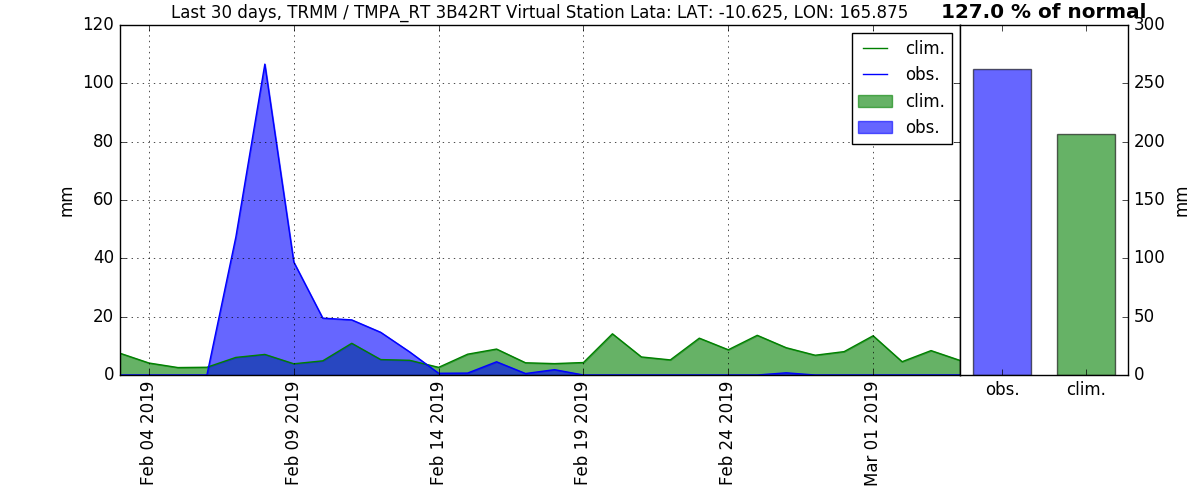 Last 30 days, TRMM / TMPA_RT 3B42RT Virtual Station Lata: LAT: -10.625, LON: 165.875
127.0 % of normal
120
100
80
60
40
20
0
mm
clim.
obs.
clim.
obs.
300
250
200
150
100
50
0
mm
Feb 04 2019
Feb 09 2019
Feb 14 2019
Feb 19 2019
Feb 24 2019
Mar 01 2019
obs.
clim.